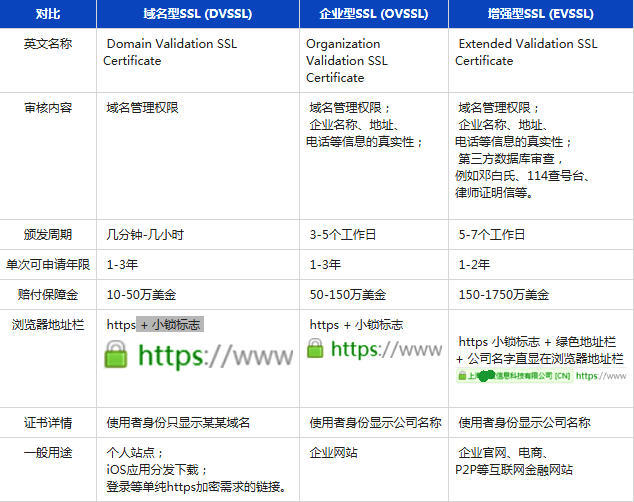 对比
域名型SSL (DVSSL)
企业型SSL (OVSSL)
增强型SSL (EVSSL)
英文名称
Domain Validation SSL
Certificate
Organization
Validation SSL
Certificate
Extended Validation SSL
Certificate
审核内容
域名管理权限
域名管理权限；
企业名称、地址、
电话等信息的真实性；
域名管理权限；
企业名称、地址、
电话等信息的真实性；
第三方数据库审查，
例如邓白氏、114查号台、
律师证明信等。
颁发周期
几分钟-几小时
3-5个工作日
5-7个工作日
单次可申请年限
1-3年
1-3年
1-2年
赔付保障金
10-50万美金
50-150万美金
150-1750万美金
浏览器地址栏
https + 小锁标志
https://www
https + 小锁标志
https://www
https 小锁标志 + 绿色地址栏
+ 公司名字直显在浏览器地址栏
上海 信息科技有限公司 [CN] https://www
证书详情
使用者身份只显示某某域名
使用者身份显示公司名称
使用者身份显示公司名称
一般用途
个人站点；
iOS应用分发下载；
登录等单纯https加密需求的链接。
企业网站
企业官网、电商、
P2P等互联网金融网站